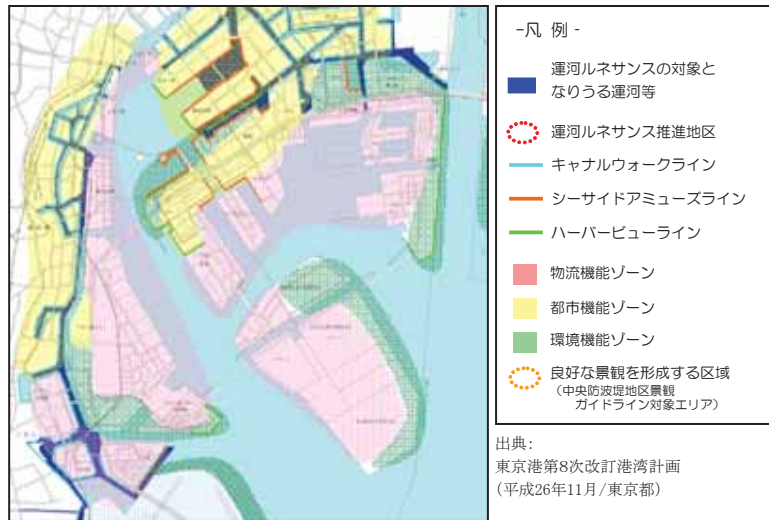 -凡 例 -
運河ルネサンスの対象と
なりうる運河等
運河ルネサンス推進地区
キャナルウォークライン
シーサイドアミューズライン
ハーバービューライン
物流機能ゾーン
都市機能ゾーン
環境機能ゾーン
良好な景観を形成する区域
(中央防波堤地区景観
ガイドライン対象エリア)
出典:
東京港第8次改訂港湾計画
(平成26年11月/東京都)